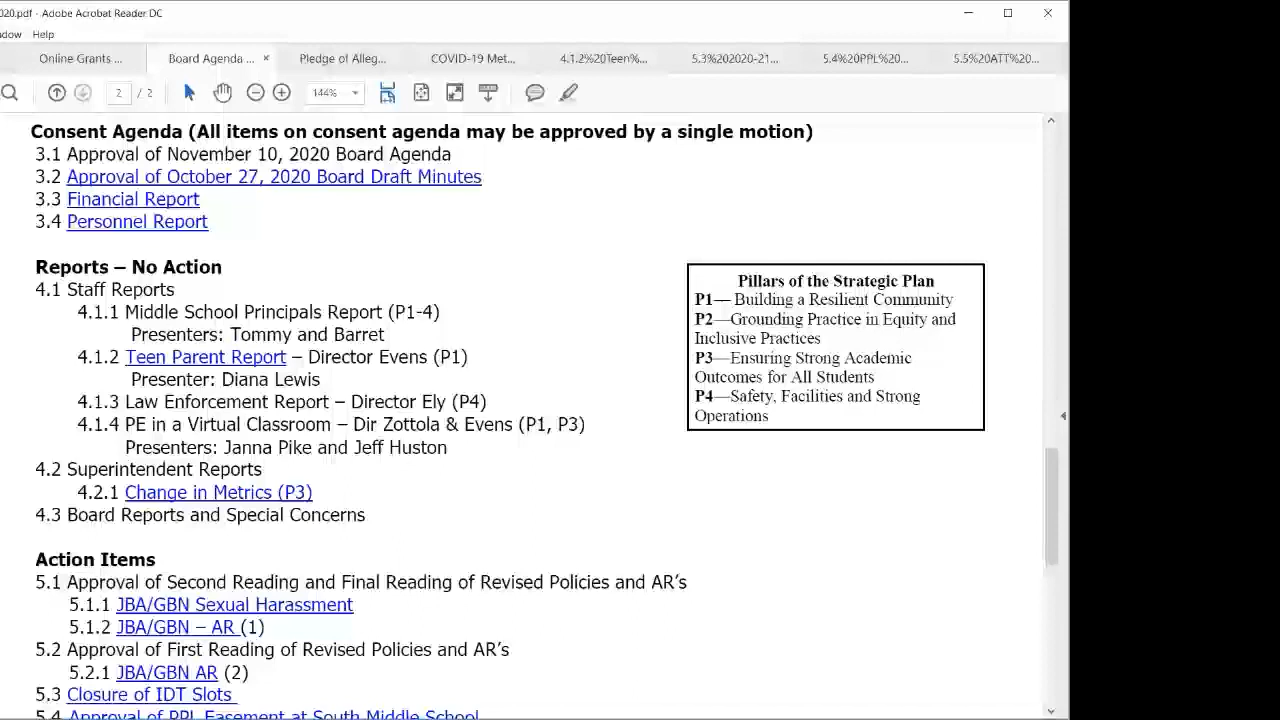 020.pdf - Adobe Acrobat Reader DC
dow Help
Online Grants ... Board Agenda ... × Pledge of Alleg... COVID-19 Met... 4.1.2%20Teen%... 5.3%202020-21... 5.4%20PPL%20... 5.5%20ATT%20...
2 / 2 144%
Consent Agenda (All items on consent agenda may be approved by a single motion)
3.1 Approval of November 10, 2020 Board Agenda
3.2 Approval of October 27, 2020 Board Draft Minutes
3.3 Financial Report
3.4 Personnel Report
Reports – No Action
4.1 Staff Reports
4.1.1 Middle School Principals Report (P1-4)
Presenters: Tommy and Barret
4.1.2 Teen Parent Report – Director Evens (P1)
Presenter: Diana Lewis
4.1.3 Law Enforcement Report – Director Ely (P4)
4.1.4 PE in a Virtual Classroom – Dir Zottola & Evens (P1, P3)
Presenters: Janna Pike and Jeff Huston
4.2 Superintendent Reports
4.2.1 Change in Metrics (P3)
4.3 Board Reports and Special Concerns
Pillars of the Strategic Plan
P1— Building a Resilient Community
P2—Grounding Practice in Equity and
Inclusive Practices
P3—Ensuring Strong Academic
Outcomes for All Students
P4—Safety, Facilities and Strong
Operations
Action Items
5.1 Approval of Second Reading and Final Reading of Revised Policies and AR’s
5.1.1 JBA/GBN Sexual Harassment
5.1.2 JBA/GBN – AR (1)
5.2 Approval of First Reading of Revised Policies and AR’s
5.2.1 JBA/GBN AR (2)
5.3 Closure of IDT Slots
5.4 Approval of PPL Easement at South Middle School